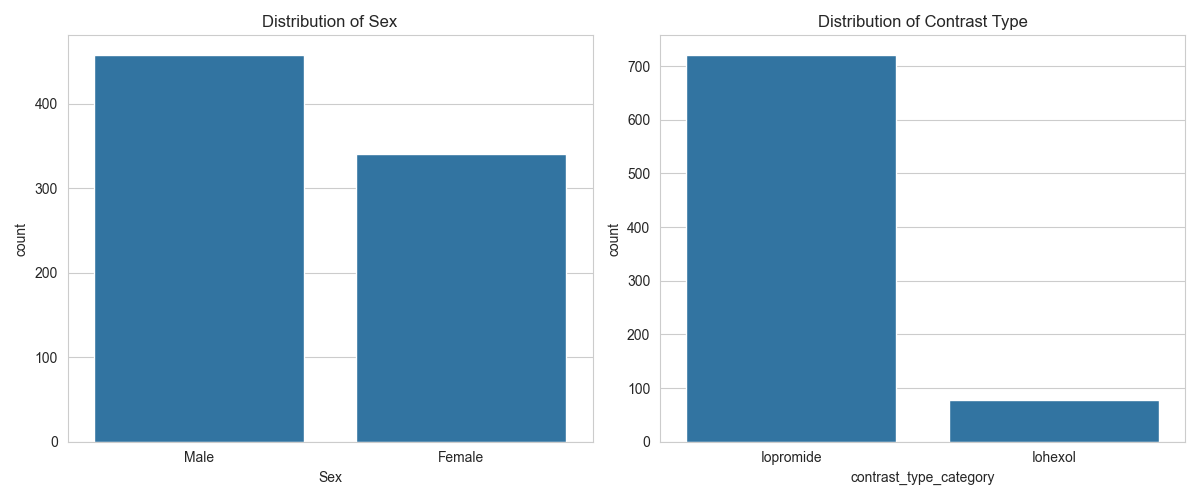 Distribution of Sex
400
300
200
100
0
count
Male
Female
Sex
Distribution of Contrast Type
700
600
500
400
300
200
100
0
count
Iopromide
Iohexol
contrast_type_category